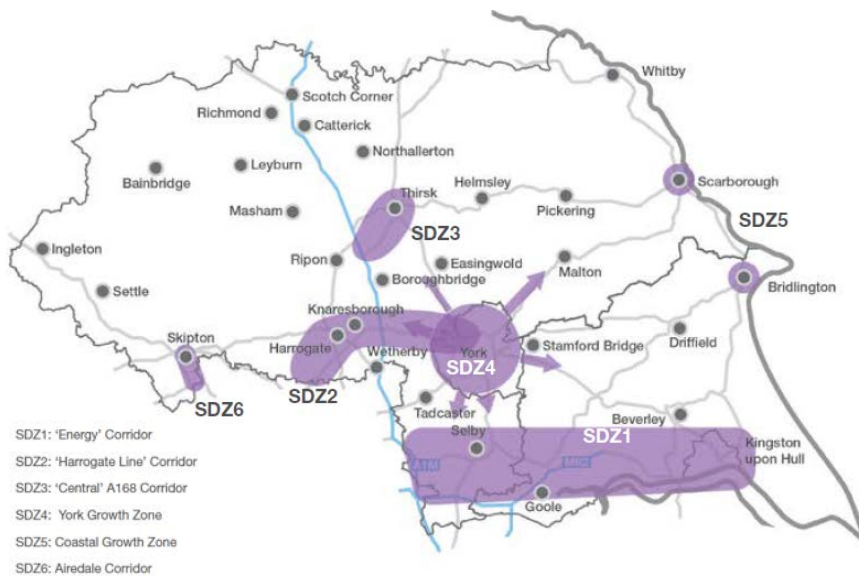 Whitby
Scotch Corner
Richmond
Catterick
Northallerton
Leyburn
Bainbridge
Thirsk
Helmsley
Scarborough
Masham
Pickering
SDZ3
SDZ5
Ingleton
Ripon
Easingwold
Malton
Boroughbridge
Bridlington
Settle
Knaresborough
Skipton
Harrogate
Wetherby
York
Stamford Bridge
Driffield
SDZ4
SDZ2
SDZ6
Tadcaster
Beverley
SDZ1
Selby
Kingston
upon Hull
A1M
M62
Goole
SDZ1: 'Energy' Corridor
SDZ2: 'Harrogate Line' Corridor
SDZ3: 'Central' A168 Corridor
SDZ4: York Growth Zone
SDZ5: Coastal Growth Zone
SDZ6: Airedale Corridor